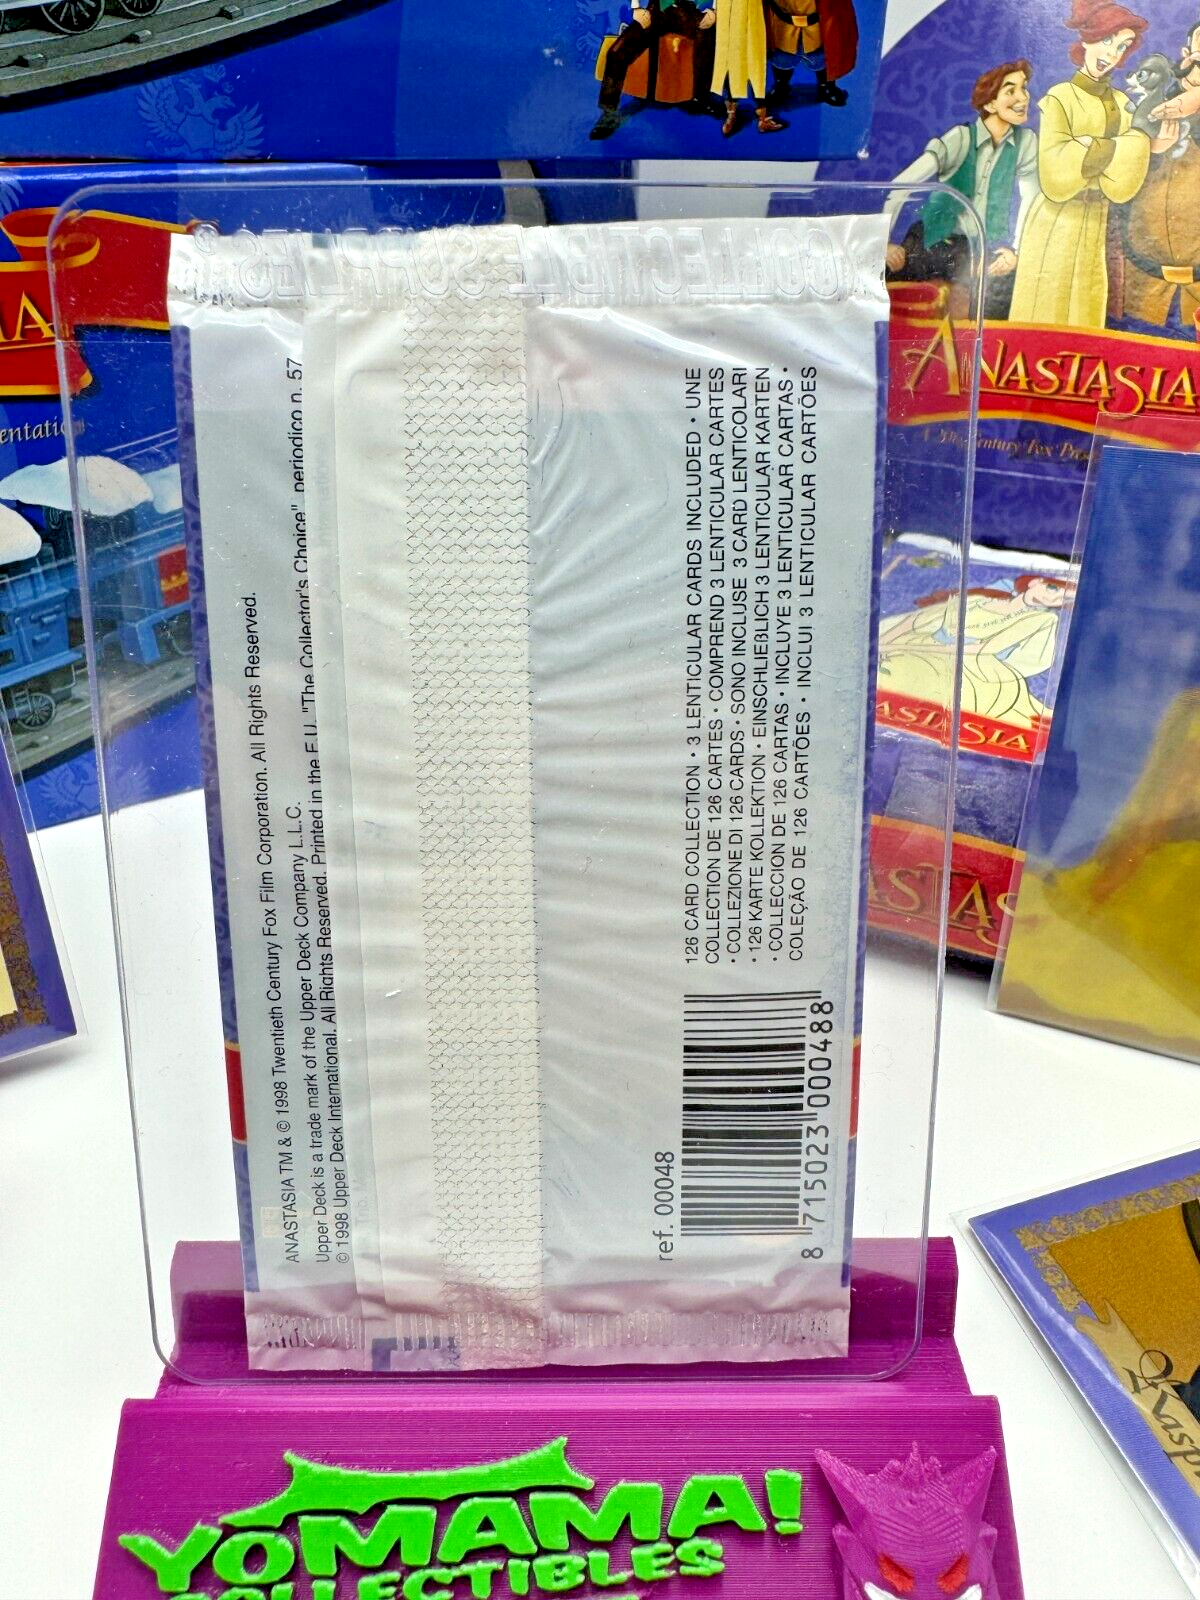 ANASTASIA
COLLECTIBLE SUPPLIES
ANASTASIA TM & © 1998 Twentieth Century Fox Film Corporation. All Rights Reserved.
Upper Deck is a trade mark of the Upper Deck Company L.L.C.
© 1998 Upper Deck International. All Rights Reserved. Printed in the E.U. "The Collector's Choice", periodico n. 57
126 CARD COLLECTION • 3 LENTICULAR CARDS INCLUDED • UNE
COLLECTION DE 126 CARTES • COMPREND 3 LENTICULAR CARTES
• COLLEZIONE DI 126 CARDS • SONO INCLUSE 3 CARD LENTICOLARI
• 126 KARTE KOLLEKTION • EINSCHLIEßLICH 3 LENTICULAR KARTEN
• COLLECCION DE 126 CARTAS • INCLUYE 3 LENTICULAR CARTAS •
COLEÇÃO DE 126 CARTÕES • INCLUI 3 LENTICULAR CARTÕES
ref. 00048
8 715023 000488
YOMAMA!
COLLECTIBLES